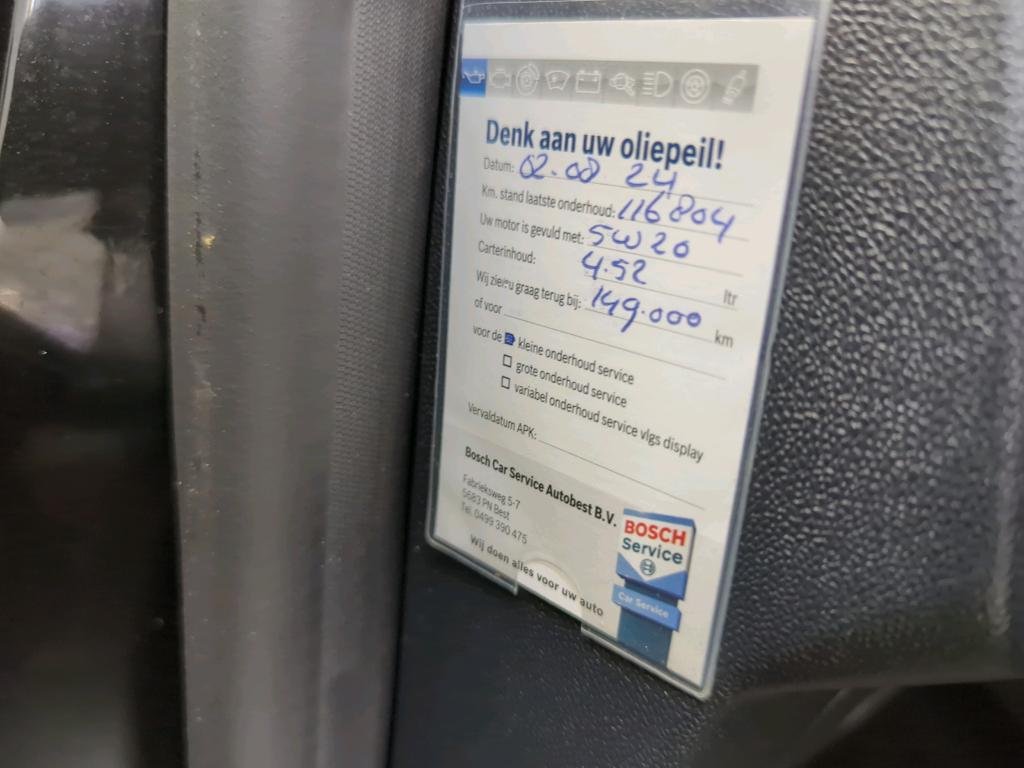 Denk aan uw oliepeil!
Datum: 02.08 24
Km. stand laatste onderhoud: 116804
Uw motor is gevuld met: 5W20
Carterinhoud: 4.52 ltr
Wij zien u graag terug bij: 149.000 km
of voor
voor de kleine onderhoud service
grote onderhoud service
variabel onderhoud service vlgs display
Vervaldatum APK:
Bosch Car Service Autobest B.V.
Fabrieksweg 5-7
5683 PN Best
Tel. 0499 390 475
Wij doen alles voor uw auto
BOSCH
Service
Car Service